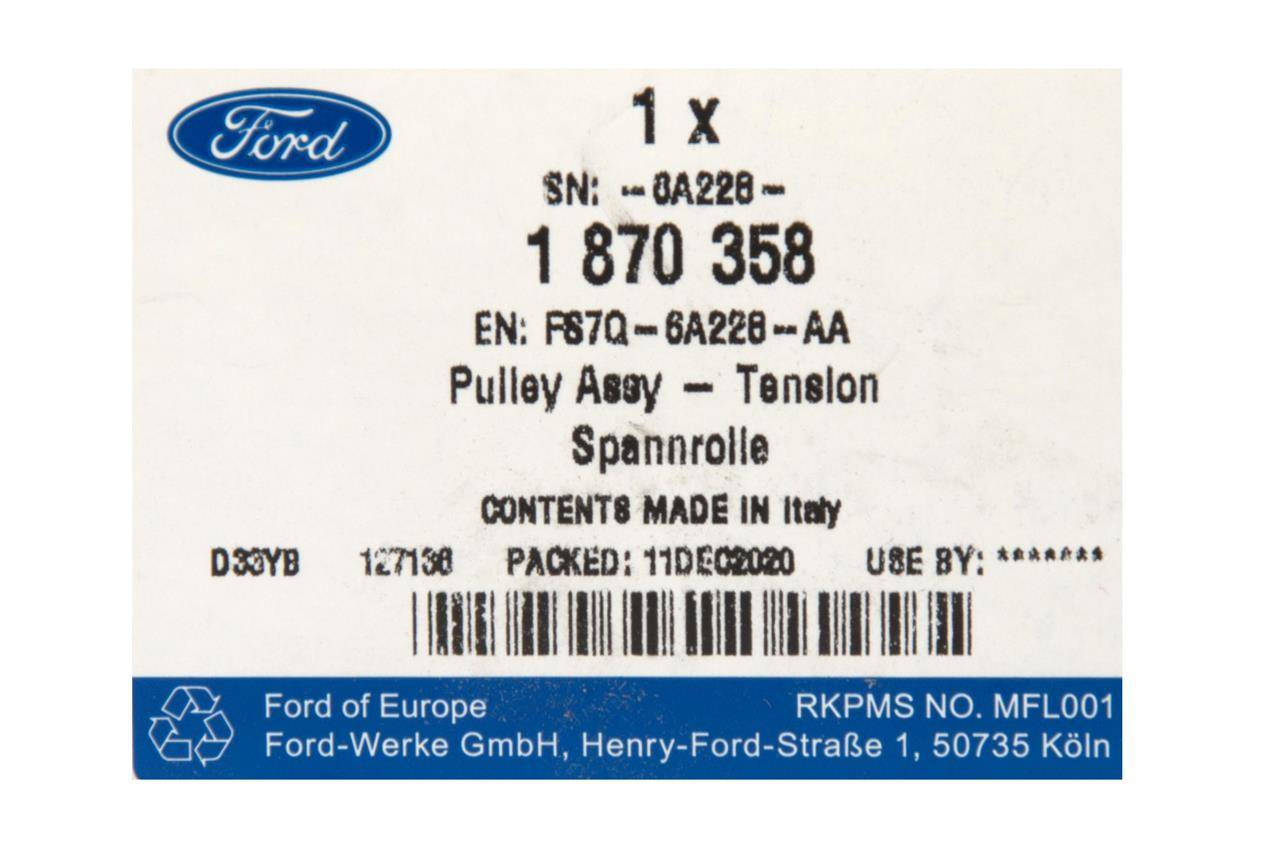 Ford
1 x
SN: -6A228-
1 870 358
EN: FS7Q-6A228-AA
Pulley Assy - Tension
Spannrolle
CONTENTS MADE IN Italy
D33YB 127136 PACKED: 11DEC2020 USE BY: *******
Ford of Europe RKPMS NO. MFL001
Ford-Werke GmbH, Henry-Ford-Straße 1, 50735 Köln